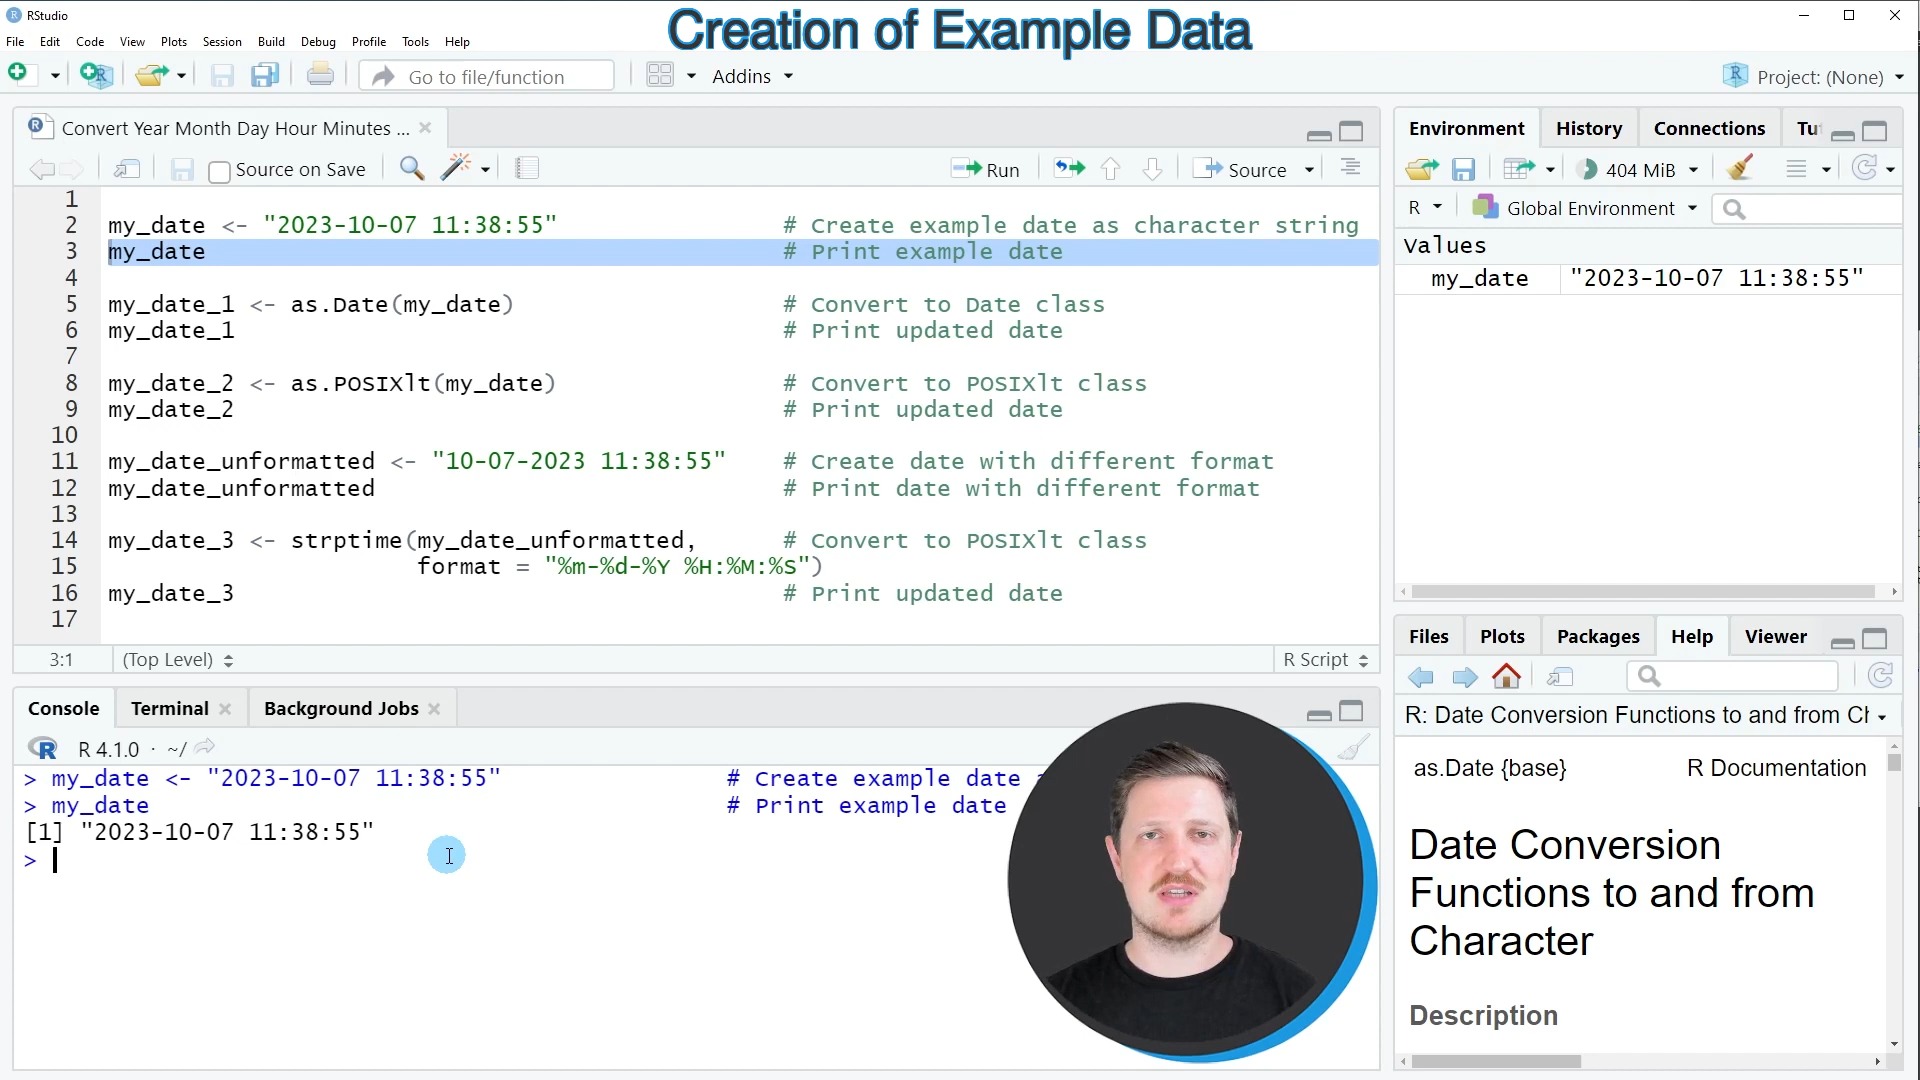 RStudio
Creation of Example Data
File Edit Code View Plots Session Build Debug Profile Tools Help
Go to file/function Addins Project: (None)
Convert Year Month Day Hour Minutes ...
Source on Save Run Source
1
2 my_date <- "2023-10-07 11:38:55" # Create example date as character string
3 my_date # Print example date
4
5 my_date_1 <- as.Date(my_date) # Convert to Date class
6 my_date_1 # Print updated date
7
8 my_date_2 <- as.POSIXlt(my_date) # Convert to POSIXlt class
9 my_date_2 # Print updated date
10
11 my_date_unformatted <- "10-07-2023 11:38:55" # Create date with different format
12 my_date_unformatted # Print date with different format
13
14 my_date_3 <- strptime(my_date_unformatted, # Convert to POSIXlt class
15 format = "%m-%d-%Y %H:%M:%S")
16 my_date_3 # Print updated date
17
3:1 (Top Level) R Script
Console Terminal Background Jobs
R 4.1.0 · ~/
> my_date <- "2023-10-07 11:38:55" # Create example date
> my_date # Print example date
[1] "2023-10-07 11:38:55"
>
Environment History Connections Tu
404 MiB
R Global Environment
Values
my_date "2023-10-07 11:38:55"
Files Plots Packages Help Viewer
R: Date Conversion Functions to and from Ch
as.Date {base} R Documentation
Date Conversion
Functions to and from
Character
Description